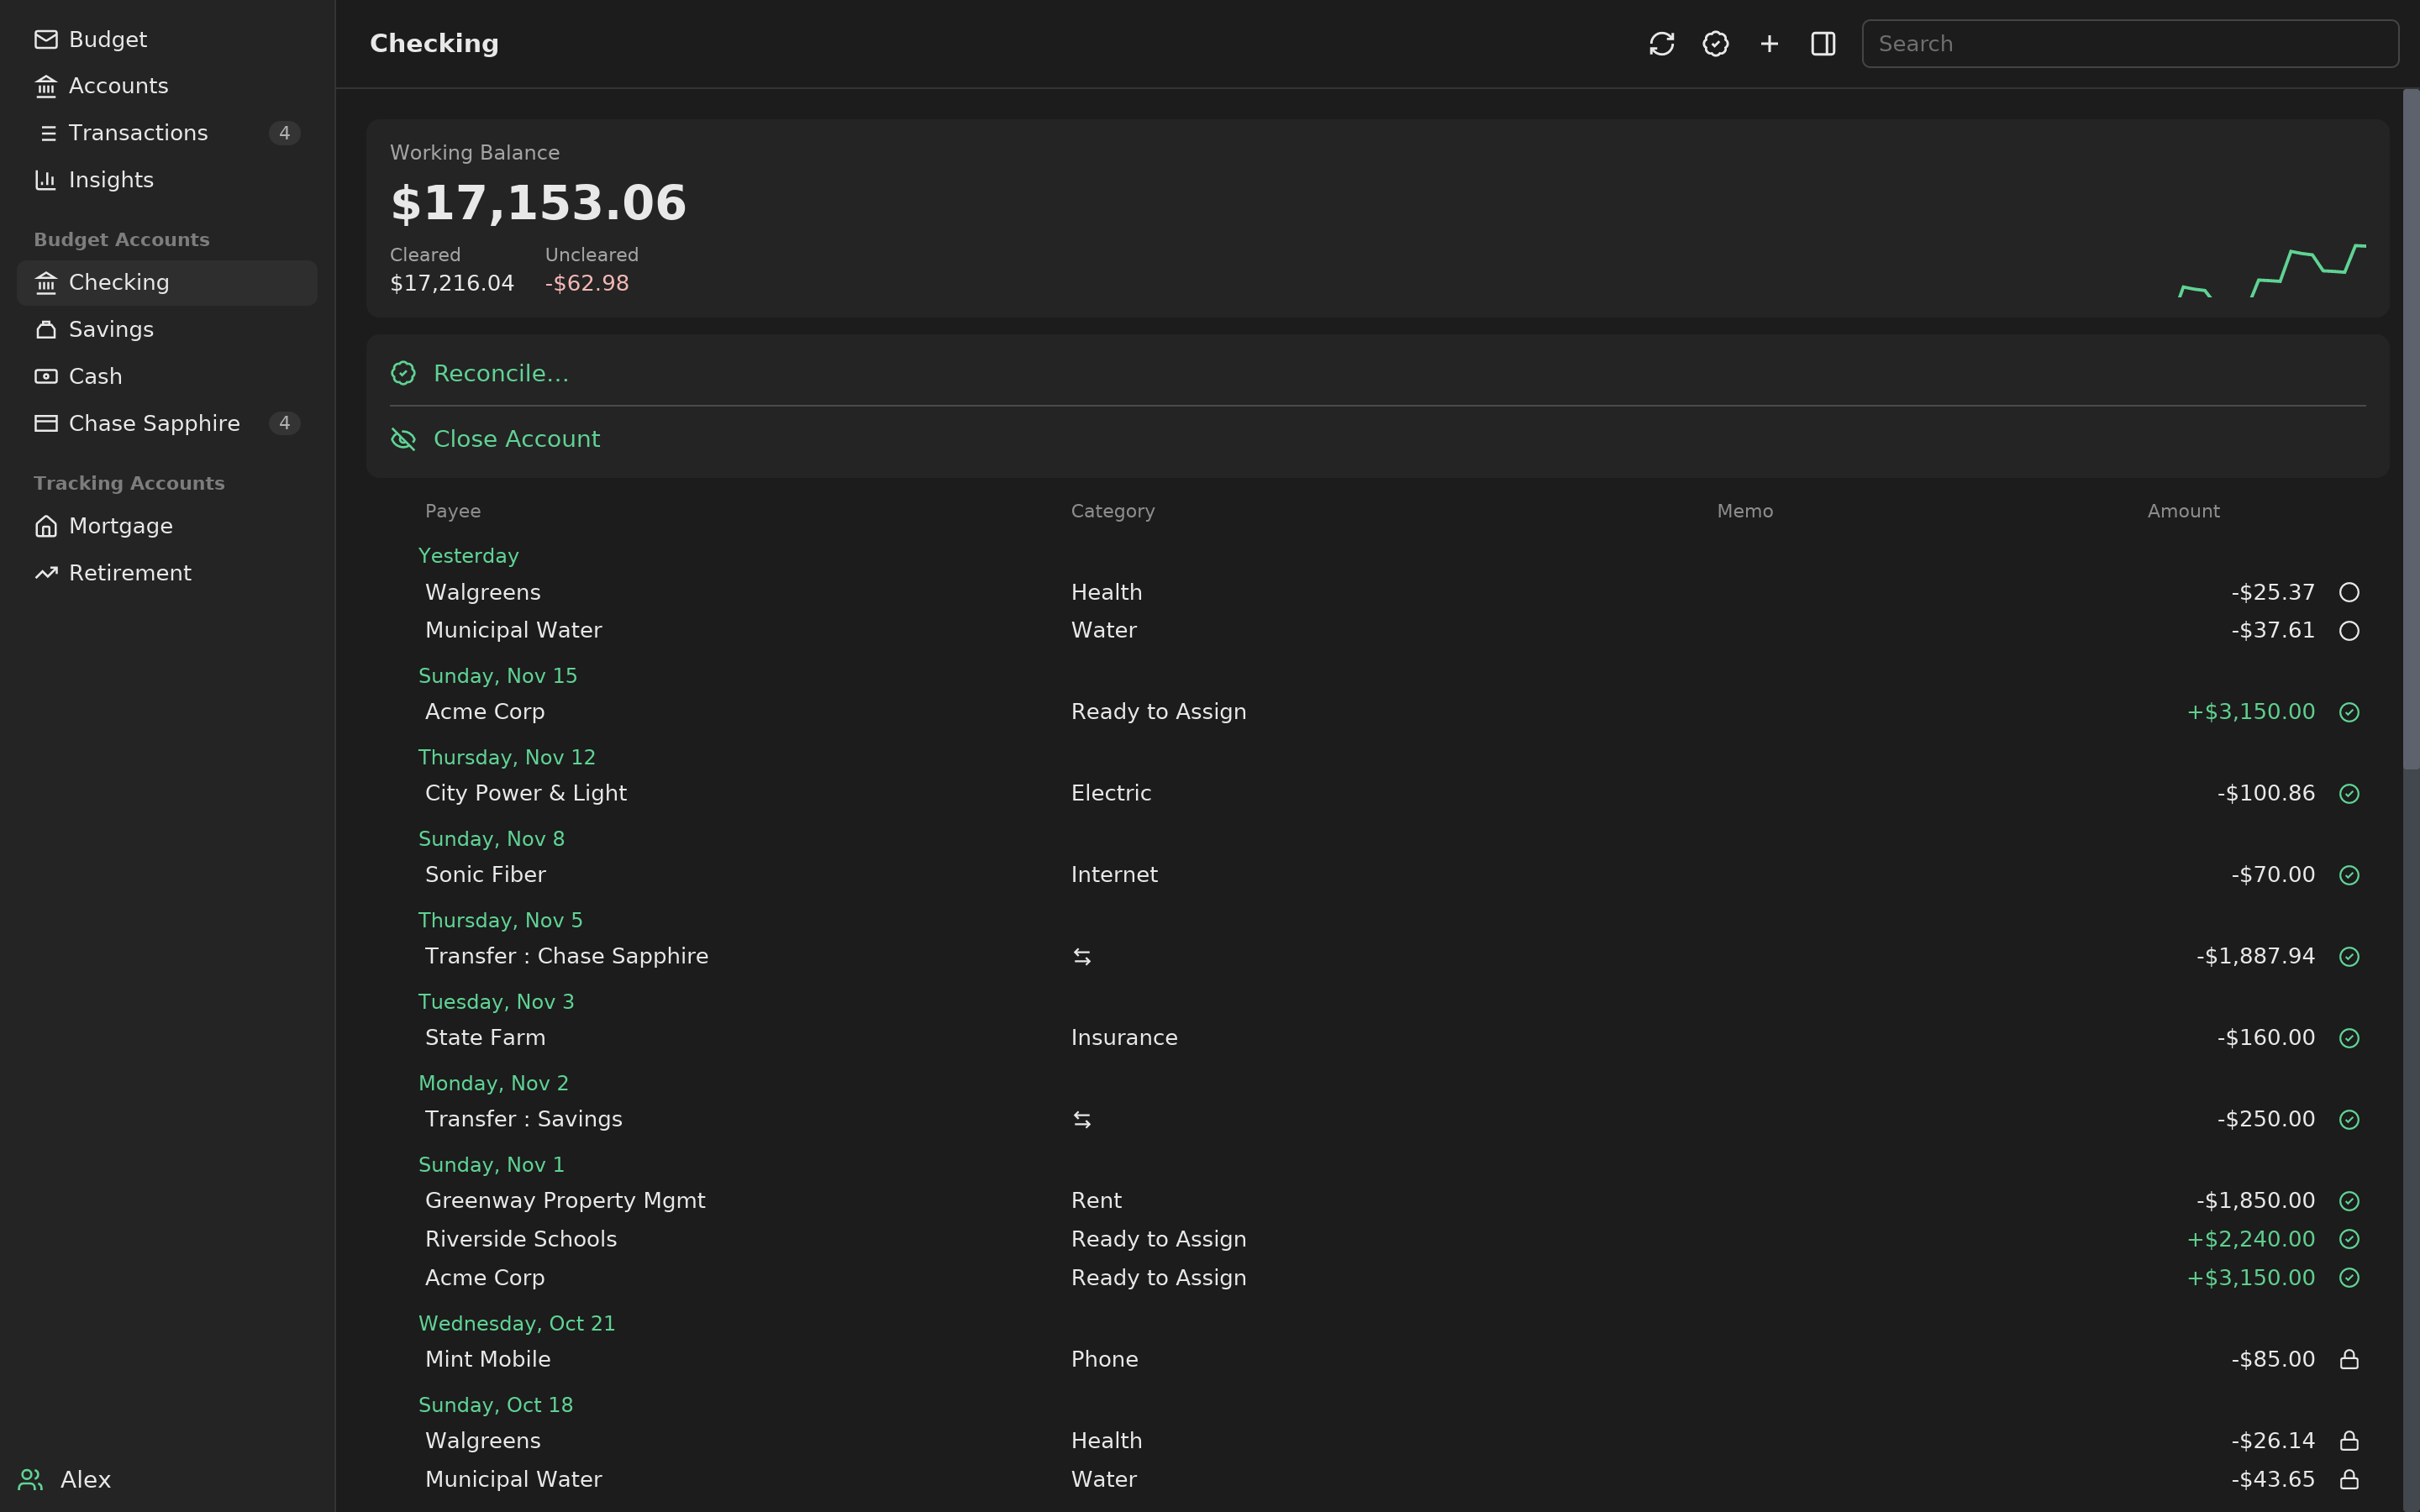 Budget
Accounts
Transactions 4
Insights
Budget Accounts
Checking
Savings
Cash
Chase Sapphire 4
Tracking Accounts
Mortgage
Retirement
Alex
Checking
Search
Working Balance
$17,153.06
Cleared Uncleared
$17,216.04 -$62.98
Reconcile...
Close Account
Payee Category Memo Amount
Yesterday
Walgreens Health -$25.37
Municipal Water Water -$37.61
Sunday, Nov 15
Acme Corp Ready to Assign +$3,150.00
Thursday, Nov 12
City Power & Light Electric -$100.86
Sunday, Nov 8
Sonic Fiber Internet -$70.00
Thursday, Nov 5
Transfer : Chase Sapphire -$1,887.94
Tuesday, Nov 3
State Farm Insurance -$160.00
Monday, Nov 2
Transfer : Savings -$250.00
Sunday, Nov 1
Greenway Property Mgmt Rent -$1,850.00
Riverside Schools Ready to Assign +$2,240.00
Acme Corp Ready to Assign +$3,150.00
Wednesday, Oct 21
Mint Mobile Phone -$85.00
Sunday, Oct 18
Walgreens Health -$26.14
Municipal Water Water -$43.65